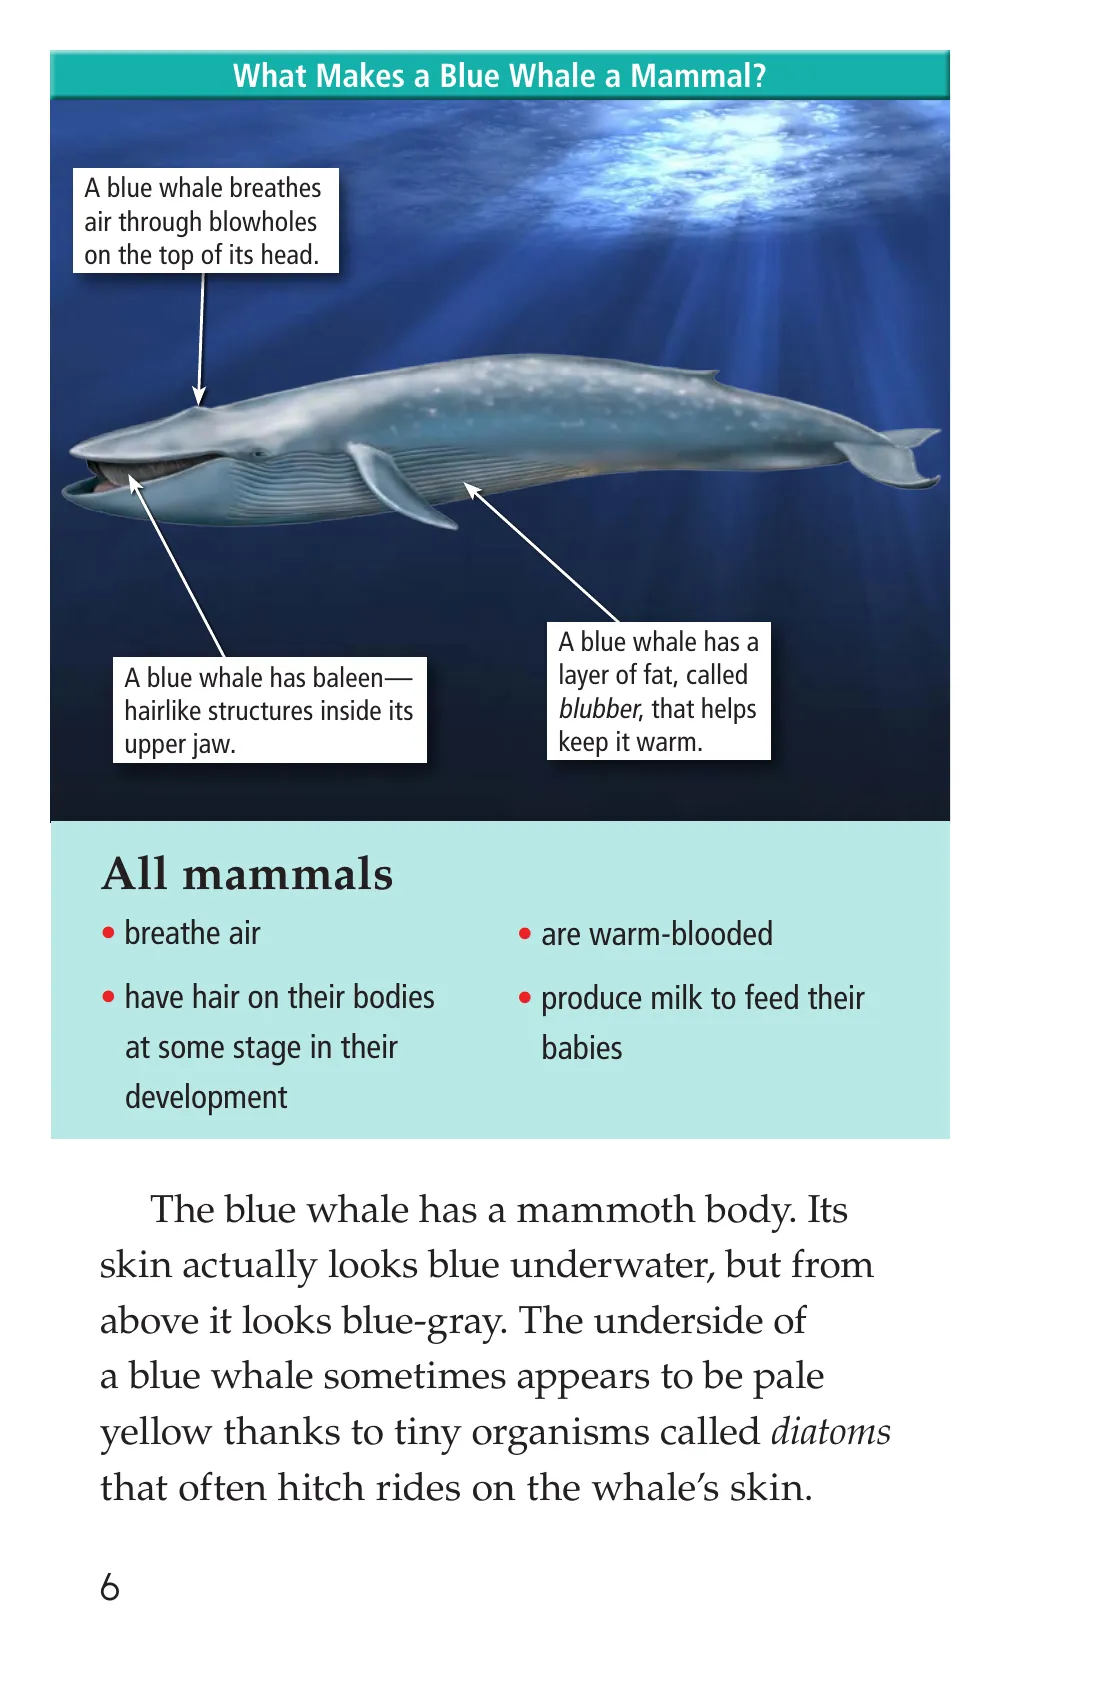 What Makes a Blue Whale a Mammal?
A blue whale breathes
air through blowholes
on the top of its head.
A blue whale has baleen—
hairlike structures inside its
upper jaw.
A blue whale has a
layer of fat, called
blubber, that helps
keep it warm.
All mammals
• breathe air
• have hair on their bodies
at some stage in their
development
• are warm-blooded
• produce milk to feed their
babies
The blue whale has a mammoth body. Its
skin actually looks blue underwater, but from
above it looks blue-gray. The underside of
a blue whale sometimes appears to be pale
yellow thanks to tiny organisms called diatoms
that often hitch rides on the whale’s skin.
6